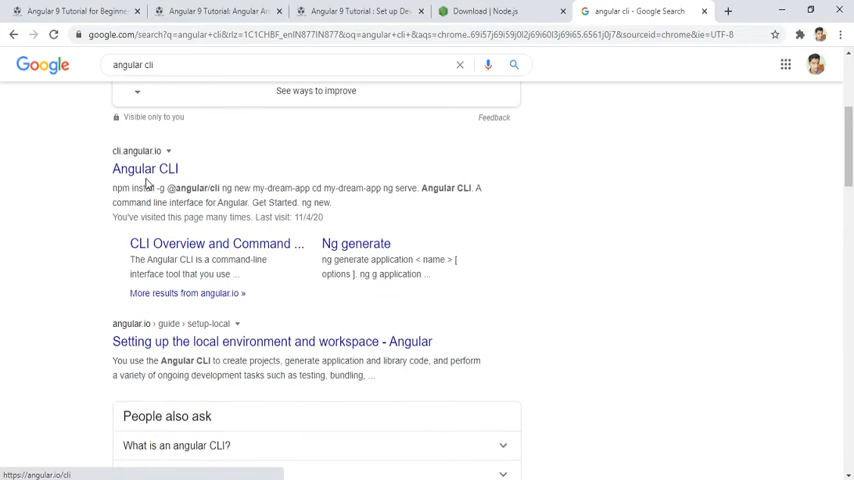 Angular 9 Tutorial for Beginner
Angular 9 Tutorial: Angular Ar
Angular 9 Tutorial : Set up De
Download | Node.js
angular cli - Google Search
google.com/search?q=angular+cli&rlz=1C1CHBF_enIN877IN877&oq=angular+cli+&aqs=chrome..69i57j69i59j0l2j69i60l3j69i65.6561j0j7&sourceid=chrome&ie=UTF-8
Google
angular cli
See ways to improve
Visible only to you
Feedback
cli.angular.io
Angular CLI
npm install -g @angular/cli ng new my-dream-app cd my-dream-app ng serve. Angular CLI. A
command line interface for Angular. Get Started. ng new.
You've visited this page many times. Last visit: 11/4/20
CLI Overview and Command ...
Ng generate
The Angular CLI is a command-line
interface tool that you use ...
ng generate application < name > [
options ]. ng g application ...
More results from angular.io »
angular.io › guide › setup-local
Setting up the local environment and workspace - Angular
You use the Angular CLI to create projects, generate application and library code, and perform
a variety of ongoing development tasks such as testing, bundling, ...
People also ask
What is an angular CLI?
https://angular.io/cli